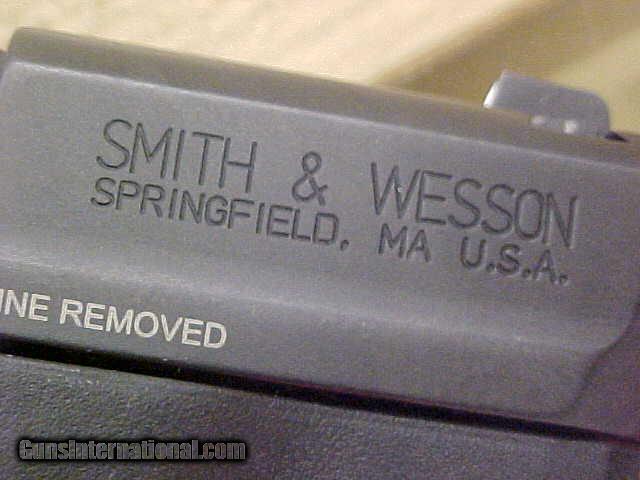 SMITH & WESSON
SPRINGFIELD, MA U.S.A.
INE REMOVED
GunsInternational.com